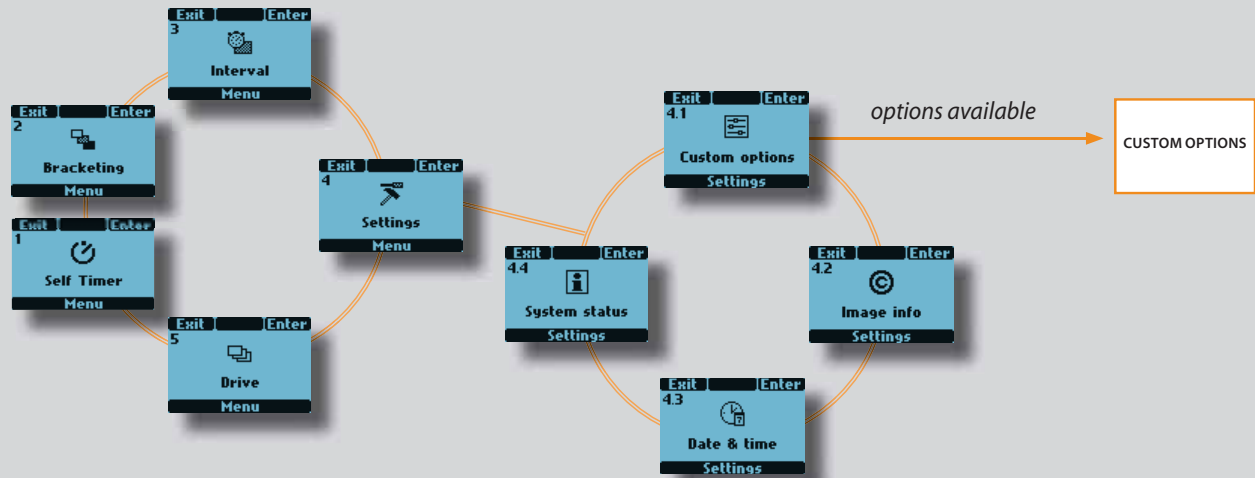 Exit Enter
3
Interval
Menu
Exit Enter
2
Bracketing
Menu
Exit Enter
1
Self Timer
Menu
Exit Enter
4
Settings
Menu
Exit Enter
5
Drive
Menu
Exit Enter
4.1
Custom options
Settings
options available
CUSTOM OPTIONS
Exit Enter
4.4
System status
Settings
Exit Enter
4.2
Image info
Settings
Exit Enter
4.3
Date & time
Settings